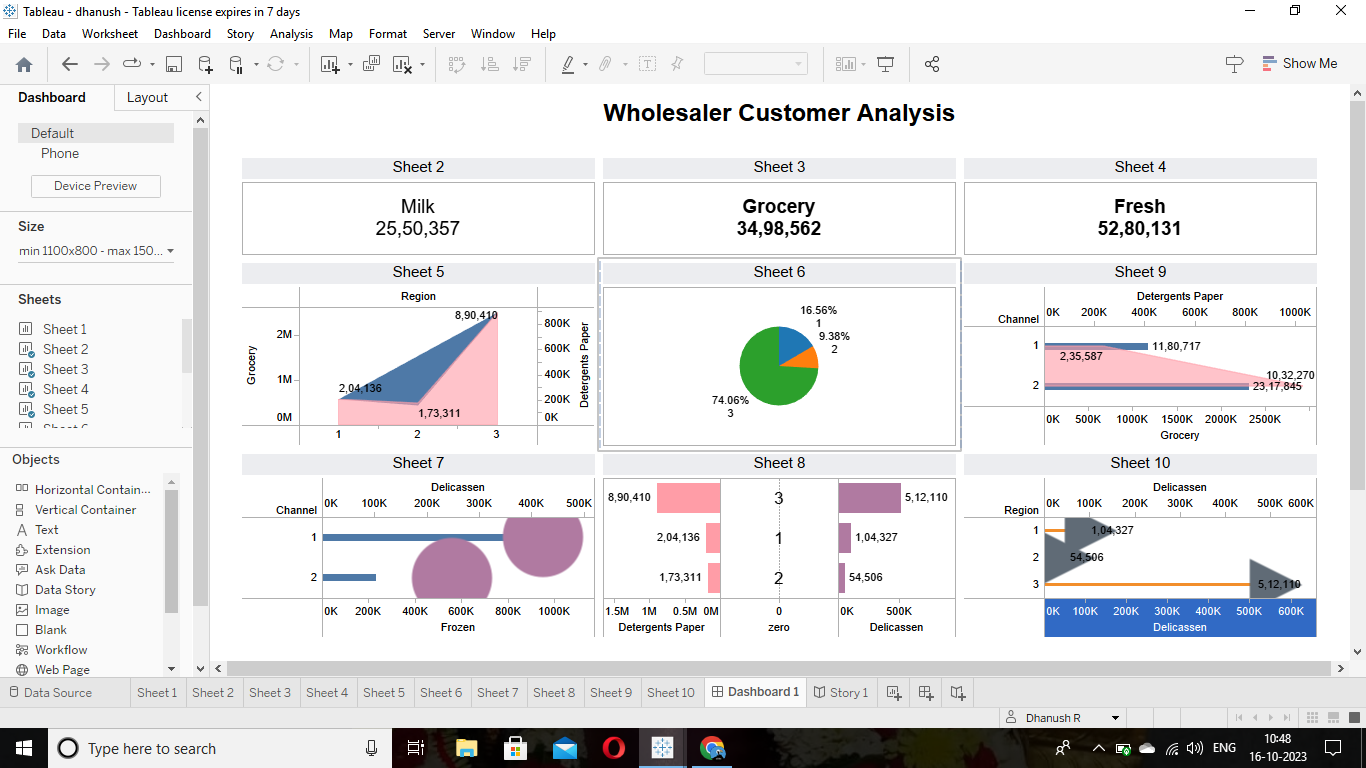 Tableau - dhanush - Tableau license expires in 7 days
File Data Worksheet Dashboard Story Analysis Map Format Server Window Help
Show Me
Dashboard Layout
Default
Phone
Device Preview
Size
min 1100x800 - max 150...
Sheets
Sheet 1
Sheet 2
Sheet 3
Sheet 4
Sheet 5
Objects
Horizontal Contain...
Vertical Container
Text
Extension
Ask Data
Data Story
Image
Blank
Workflow
Web Page
Wholesaler Customer Analysis
Sheet 2
Milk
25,50,357
Sheet 3
Grocery
34,98,562
Sheet 4
Fresh
52,80,131
Sheet 5
Region
8,90,410
2,04,136
1,73,311
2M
1M
0M
Grocery
800K
600K
400K
200K
0K
Detergents Paper
1 2 3
Sheet 6
16.56%
1
9.38%
2
74.06%
3
Sheet 9
Detergents Paper
Channel
0K 200K 400K 600K 800K 1000K
1 11,80,717
2,35,587
10,32,270
2 23,17,845
0K 500K 1000K 1500K 2000K 2500K
Grocery
Sheet 7
Delicassen
Channel 0K 100K 200K 300K 400K 500K
1
2
0K 200K 400K 600K 800K 1000K
Frozen
Sheet 8
8,90,410 3 5,12,110
2,04,136 1 1,04,327
1,73,311 2 54,506
1.5M 1M 0.5M 0M 0 0K 500K
Detergents Paper zero Delicassen
Sheet 10
Delicassen
Region 0K 100K 200K 300K 400K 500K 600K
1 1,04,327
2 54,506
3 5,12,110
0K 100K 200K 300K 400K 500K 600K
Delicassen
Data Source Sheet 1 Sheet 2 Sheet 3 Sheet 4 Sheet 5 Sheet 6 Sheet 7 Sheet 8 Sheet 9 Sheet 10 Dashboard 1 Story 1
Dhanush R
Type here to search
ENG
10:48
16-10-2023